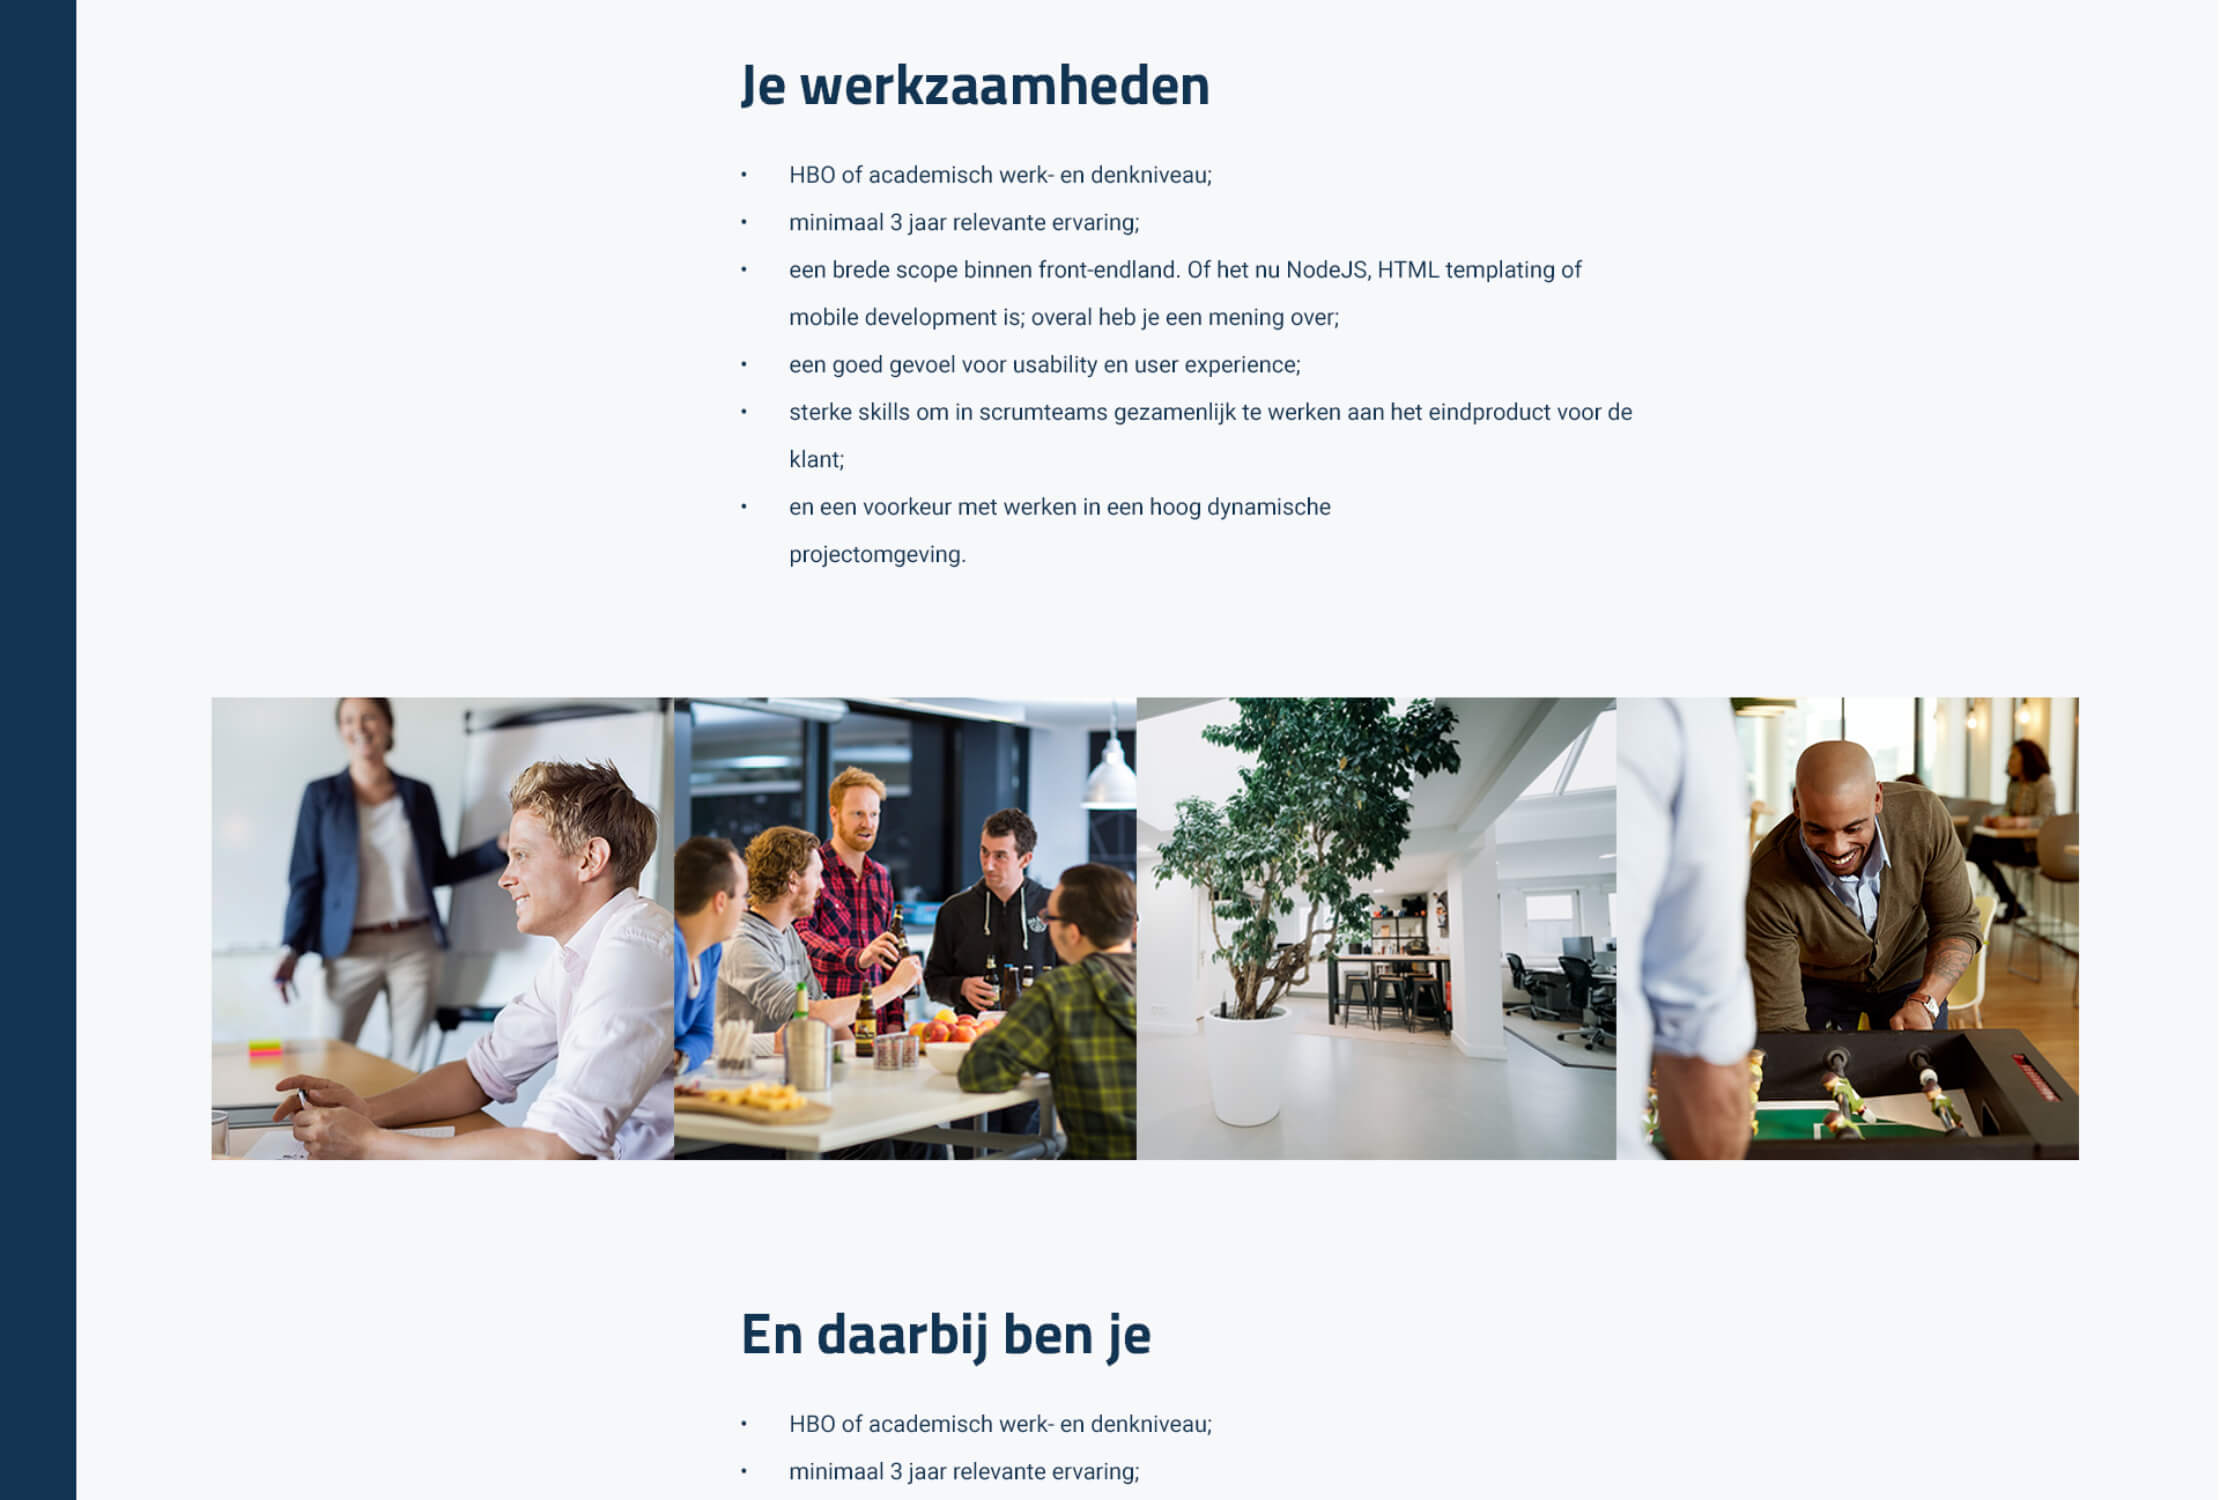 Je werkzaamheden
• HBO of academisch werk- en denkniveau;
• minimaal 3 jaar relevante ervaring;
• een brede scope binnen front-endland. Of het nu NodeJS, HTML templating of
mobile development is; overal heb je een mening over;
• een goed gevoel voor usability en user experience;
• sterke skills om in scrumteams gezamenlijk te werken aan het eindproduct voor de
klant;
• en een voorkeur met werken in een hoog dynamische
projectomgeving.
En daarbij ben je
• HBO of academisch werk- en denkniveau;
• minimaal 3 jaar relevante ervaring;